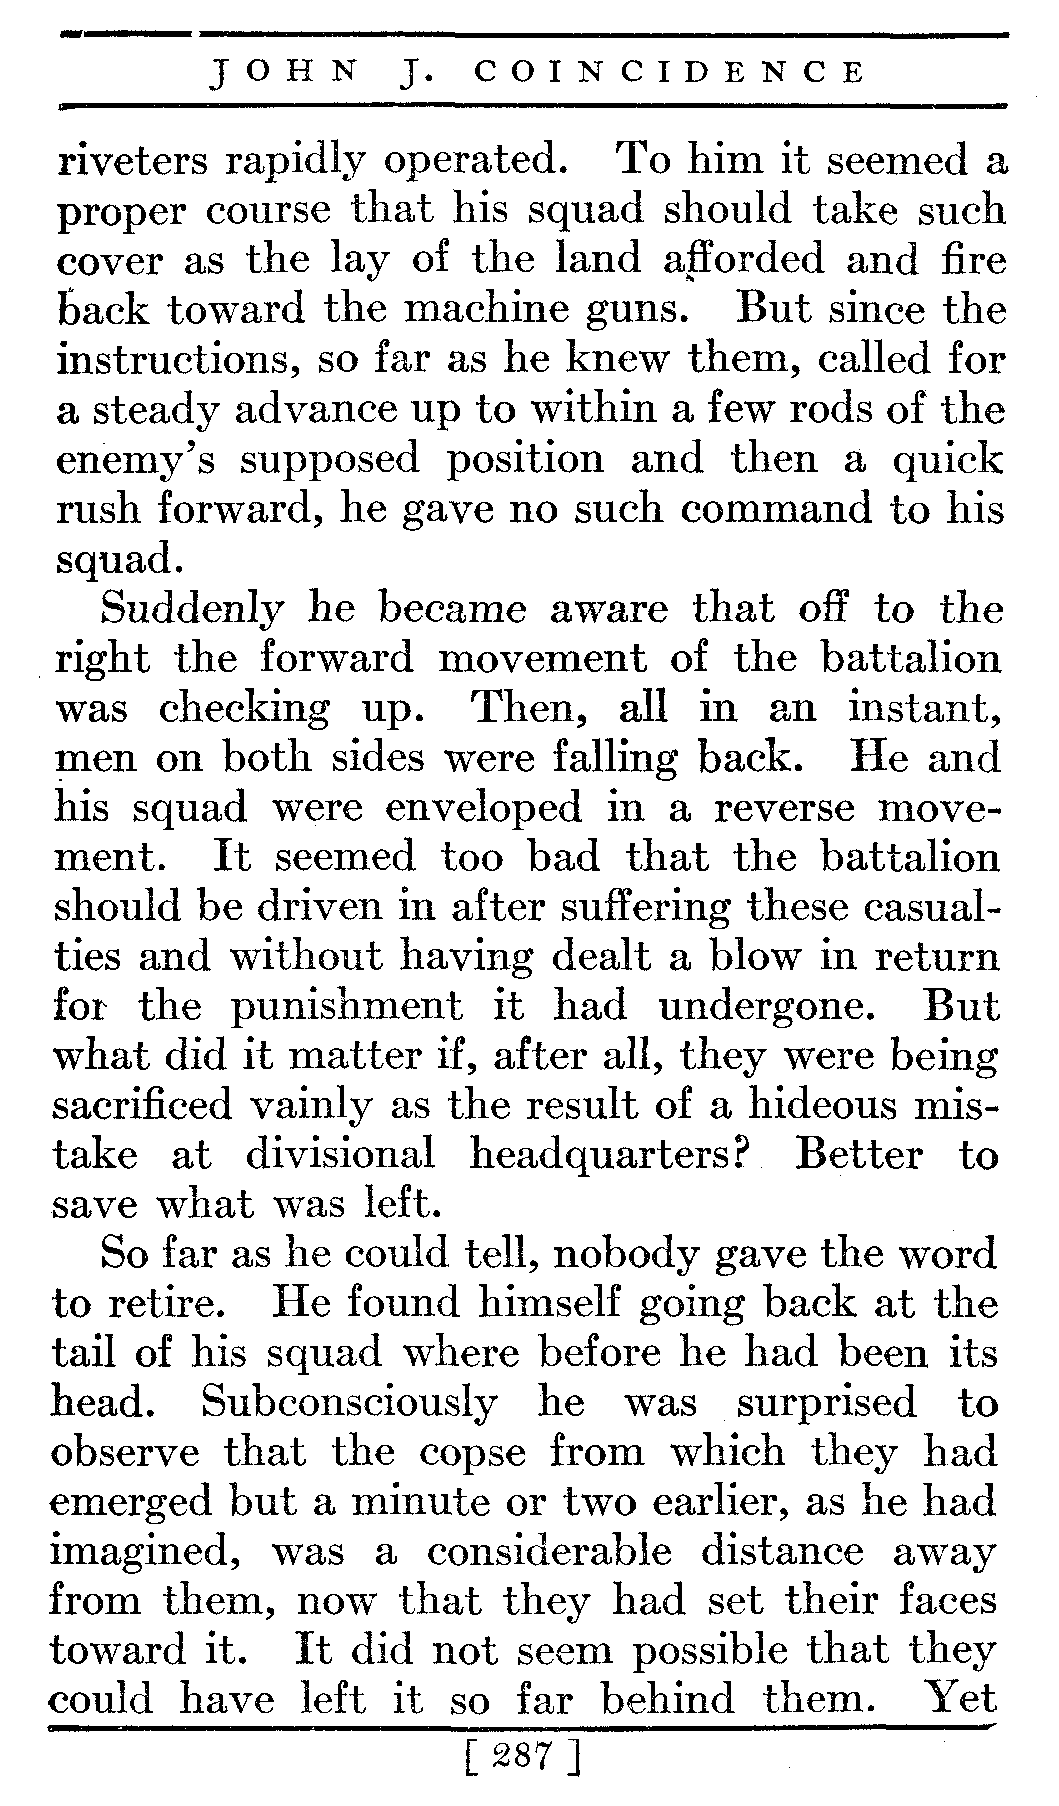 JOHN J. COINCIDENCE
riveters rapidly operated. To him it seemed a
proper course that his squad should take such
cover as the lay of the land afforded and fire
back toward the machine guns. But since the
instructions, so far as he knew them, called for
a steady advance up to within a few rods of the
enemy's supposed position and then a quick
rush forward, he gave no such command to his
squad.
Suddenly he became aware that off to the
right the forward movement of the battalion
was checking up. Then, all in an instant,
men on both sides were falling back. He and
his squad were enveloped in a reverse move-
ment. It seemed too bad that the battalion
should be driven in after suffering these casual-
ties and without having dealt a blow in return
for the punishment it had undergone. But
what did it matter if, after all, they were being
sacrificed vainly as the result of a hideous mis-
take at divisional headquarters? Better to
save what was left.
So far as he could tell, nobody gave the word
to retire. He found himself going back at the
tail of his squad where before he had been its
head. Subconsciously he was surprised to
observe that the copse from which they had
emerged but a minute or two earlier, as he had
imagined, was a considerable distance away
from them, now that they had set their faces
toward it. It did not seem possible that they
could have left it so far behind them. Yet
[ 287 ]